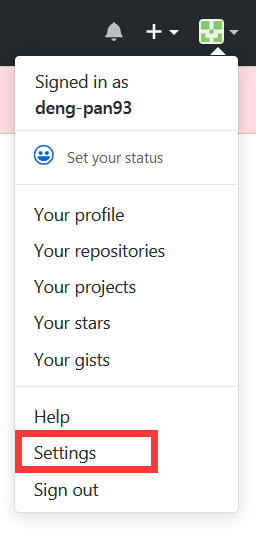 Signed in as
deng-pan93
Set your status
Your profile
Your repositories
Your projects
Your stars
Your gists
Help
Settings
Sign out